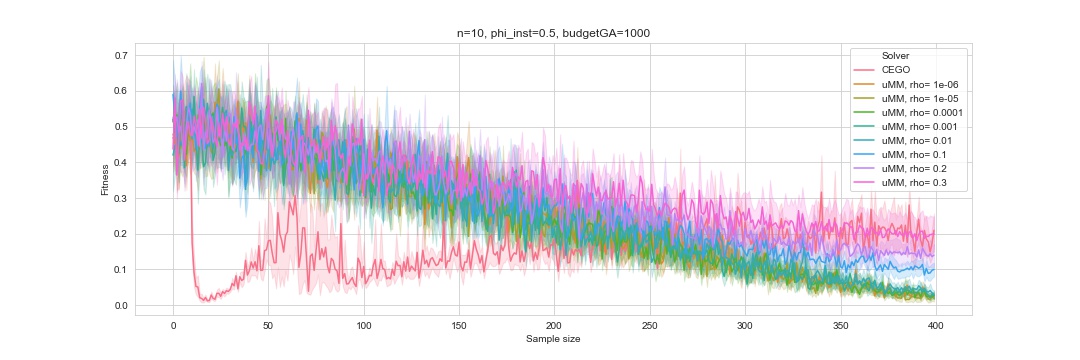 n=10, phi_inst=0.5, budgetGA=1000
Fitness
0.7
0.6
0.5
0.4
0.3
0.2
0.1
0.0
Solver
CEGO
uMM, rho= 1e-06
uMM, rho= 1e-05
uMM, rho= 0.0001
uMM, rho= 0.001
uMM, rho= 0.01
uMM, rho= 0.1
uMM, rho= 0.2
uMM, rho= 0.3
0 50 100 150 200 250 300 350 400
Sample size